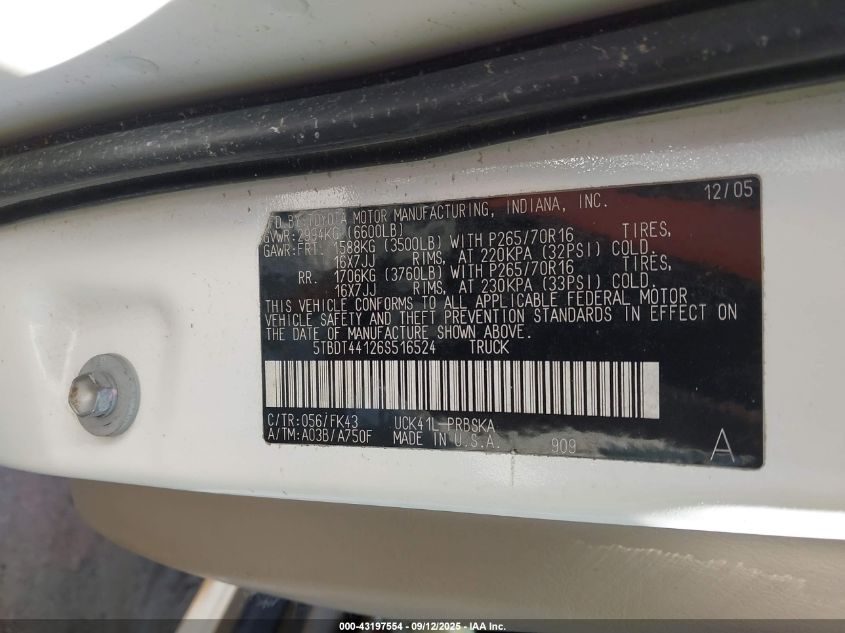 12/05
FD BY TOYOTA MOTOR MANUFACTURING, INDIANA, INC.
GVWR: 2994KG (6600LB)
GAWR: FRT. 1588KG (3500LB) WITH P265/70R16 TIRES,
16X7JJ RIMS, AT 220KPA (32PSI) COLD.
RR. 1706KG (3760LB) WITH P265/70R16 TIRES,
16X7JJ RIMS, AT 230KPA (33PSI) COLD.
THIS VEHICLE CONFORMS TO ALL APPLICABLE FEDERAL MOTOR
VEHICLE SAFETY AND THEFT PREVENTION STANDARDS IN EFFECT ON
THE DATE OF MANUFACTURE SHOWN ABOVE.
5TBDT44126S516524 TRUCK
C/TR: 056/FK43 UCK41L-PRBSKA
A/TM: A03B/A750F MADE IN U.S.A. 909 A
000-43197554 - 09/12/2025 - IAA Inc.